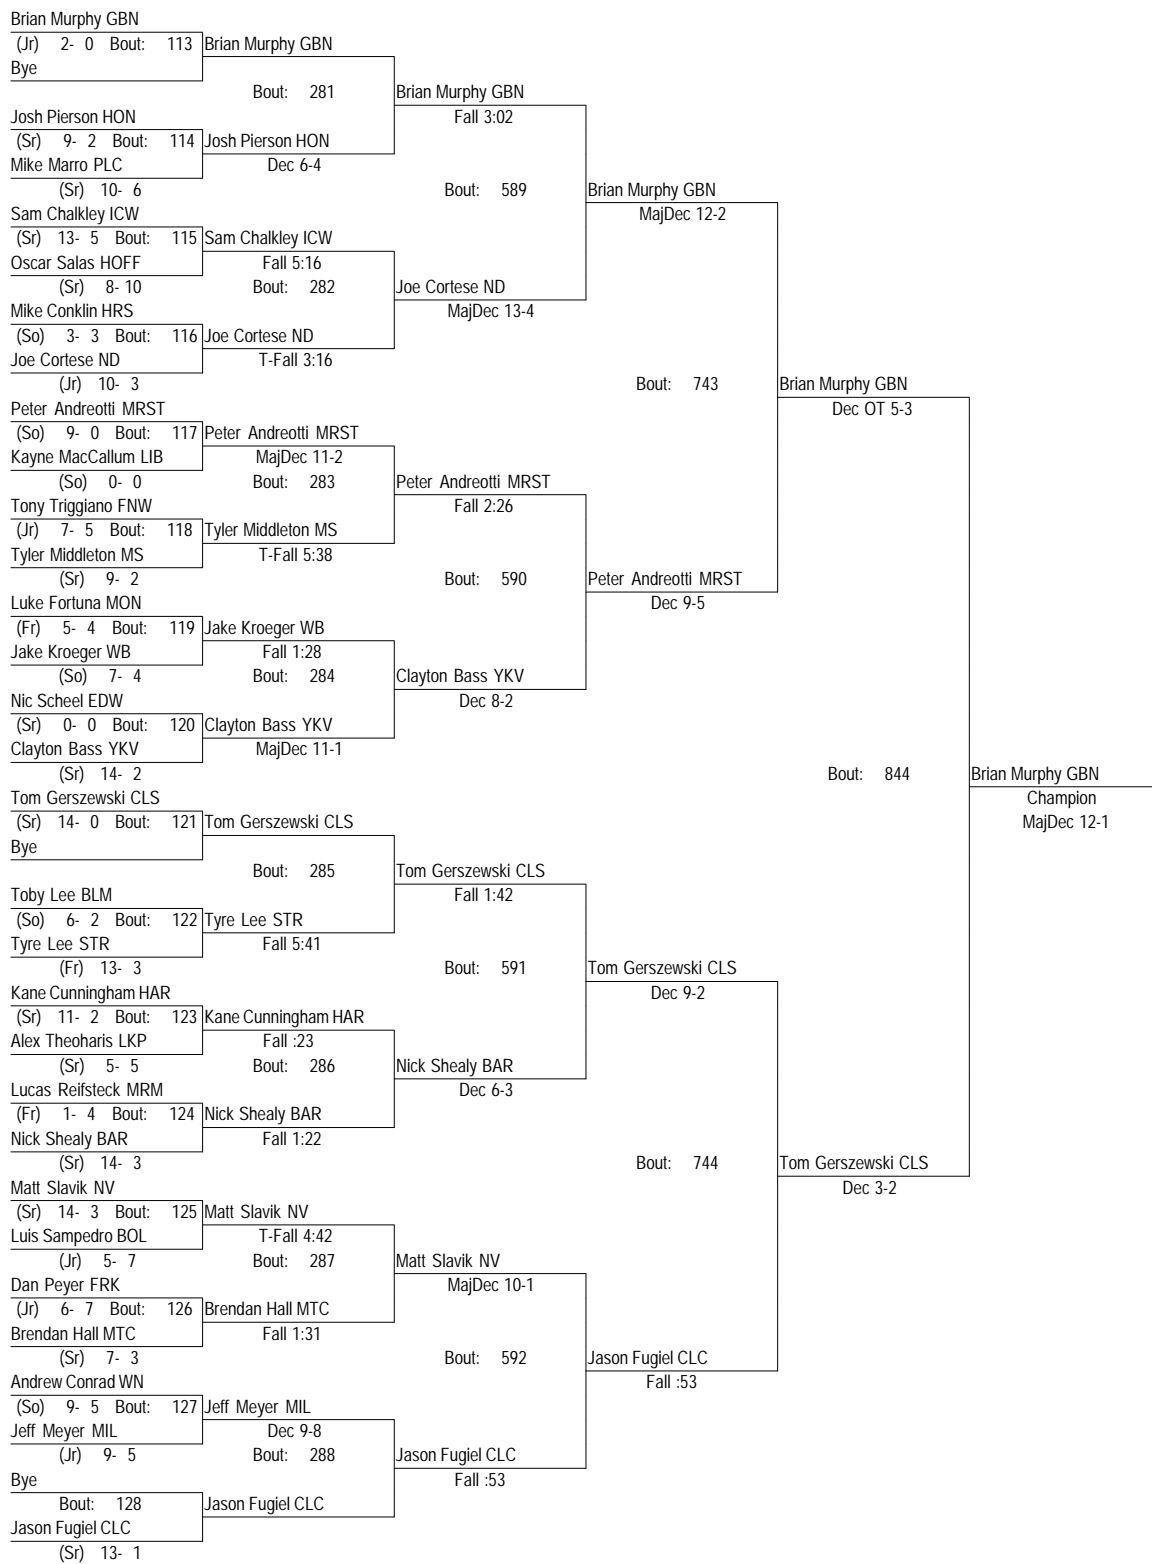 Brian Murphy GBN
(Jr) 2- 0 Bout: 113 Brian Murphy GBN
Bye
Bout: 281 Brian Murphy GBN
Josh Pierson HON Fall 3:02
(Sr) 9- 2 Bout: 114 Josh Pierson HON
Mike Marro PLC Dec 6-4
(Sr) 10- 6 Bout: 589 Brian Murphy GBN
Sam Chalkley ICW MajDec 12-2
(Sr) 13- 5 Bout: 115 Sam Chalkley ICW
Oscar Salas HOFF Fall 5:16
(Sr) 8- 10 Bout: 282 Joe Cortese ND
Mike Conklin HRS MajDec 13-4
(So) 3- 3 Bout: 116 Joe Cortese ND
Joe Cortese ND T-Fall 3:16
(Jr) 10- 3 Bout: 743 Brian Murphy GBN
Peter Andreotti MRST Dec OT 5-3
(So) 9- 0 Bout: 117 Peter Andreotti MRST
Kayne MacCallum LIB MajDec 11-2
(So) 0- 0 Bout: 283 Peter Andreotti MRST
Tony Triggiano FNW Fall 2:26
(Jr) 7- 5 Bout: 118 Tyler Middleton MS
Tyler Middleton MS T-Fall 5:38
(Sr) 9- 2 Bout: 590 Peter Andreotti MRST
Luke Fortuna MON Dec 9-5
(Fr) 5- 4 Bout: 119 Jake Kroeger WB
Jake Kroeger WB Fall 1:28
(So) 7- 4 Bout: 284 Clayton Bass YKV
Nic Scheel EDW Dec 8-2
(Sr) 0- 0 Bout: 120 Clayton Bass YKV
Clayton Bass YKV MajDec 11-1
(Sr) 14- 2 Bout: 844 Brian Murphy GBN
Tom Gerszewski CLS Champion
(Sr) 14- 0 Bout: 121 Tom Gerszewski CLS MajDec 12-1
Bye
Bout: 285 Tom Gerszewski CLS
Toby Lee BLM Fall 1:42
(So) 6- 2 Bout: 122 Tyre Lee STR
Tyre Lee STR Fall 5:41
(Fr) 13- 3 Bout: 591 Tom Gerszewski CLS
Kane Cunningham HAR Dec 9-2
(Sr) 11- 2 Bout: 123 Kane Cunningham HAR
Alex Theoharis LKP Fall :23
(Sr) 5- 5 Bout: 286 Nick Shealy BAR
Lucas Reifsteck MRM Dec 6-3
(Fr) 1- 4 Bout: 124 Nick Shealy BAR
Nick Shealy BAR Fall 1:22
(Sr) 14- 3 Bout: 744 Tom Gerszewski CLS
Matt Slavik NV Dec 3-2
(Sr) 14- 3 Bout: 125 Matt Slavik NV
Luis Sampedro BOL T-Fall 4:42
(Jr) 5- 7 Bout: 287 Matt Slavik NV
Dan Peyer FRK MajDec 10-1
(Jr) 6- 7 Bout: 126 Brendan Hall MTC
Brendan Hall MTC Fall 1:31
(Sr) 7- 3 Bout: 592 Jason Fugiel CLC
Andrew Conrad WN Fall :53
(So) 9- 5 Bout: 127 Jeff Meyer MIL
Jeff Meyer MIL Dec 9-8
(Jr) 9- 5 Bout: 288 Jason Fugiel CLC
Bye Fall :53
Bout: 128 Jason Fugiel CLC
Jason Fugiel CLC
(Sr) 13- 1